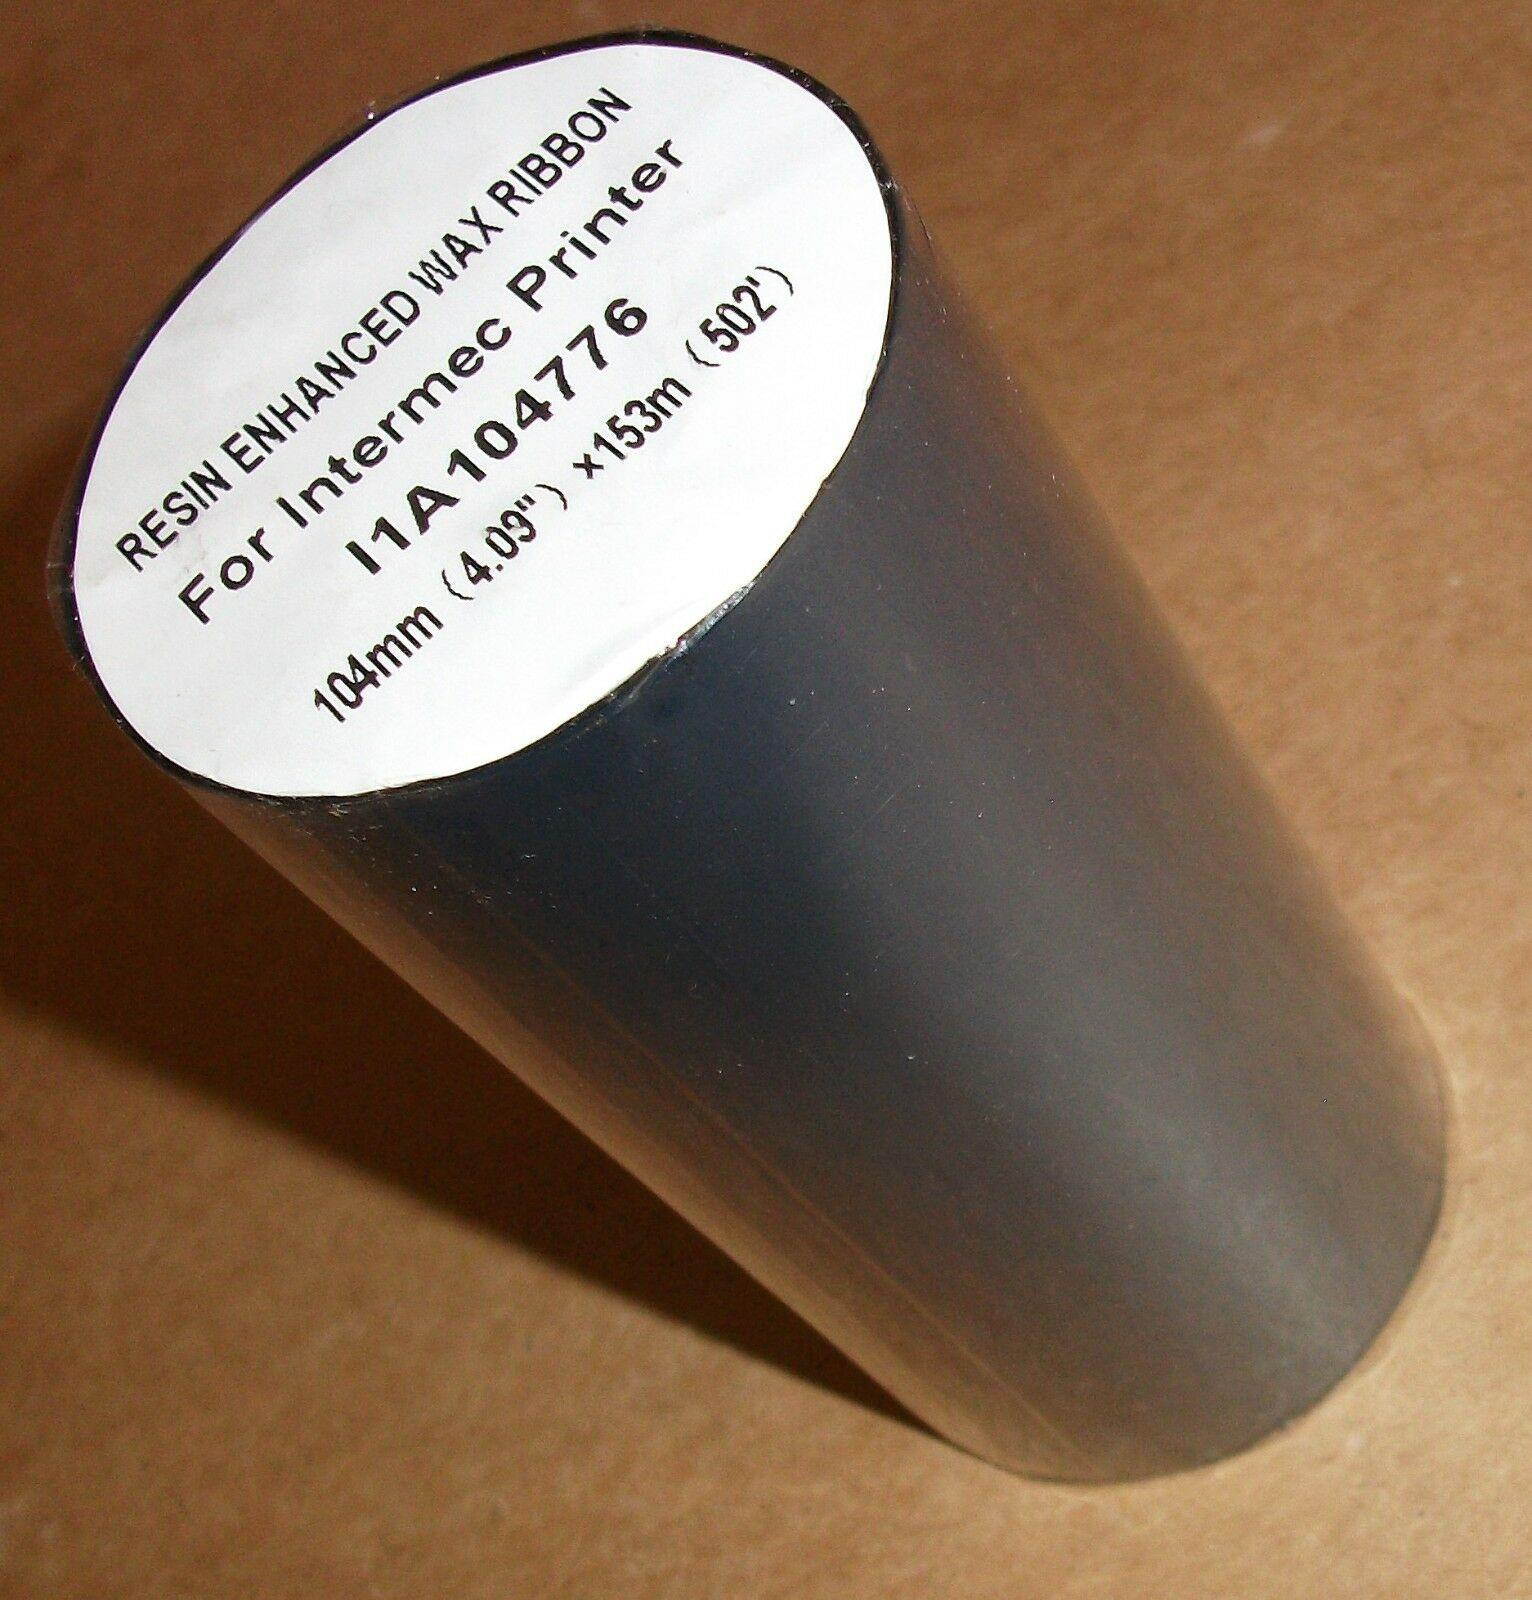 RESIN ENHANCED WAX RIBBON
For Intermec Printer
I1A104776
104mm (4.09") ×153m (502')